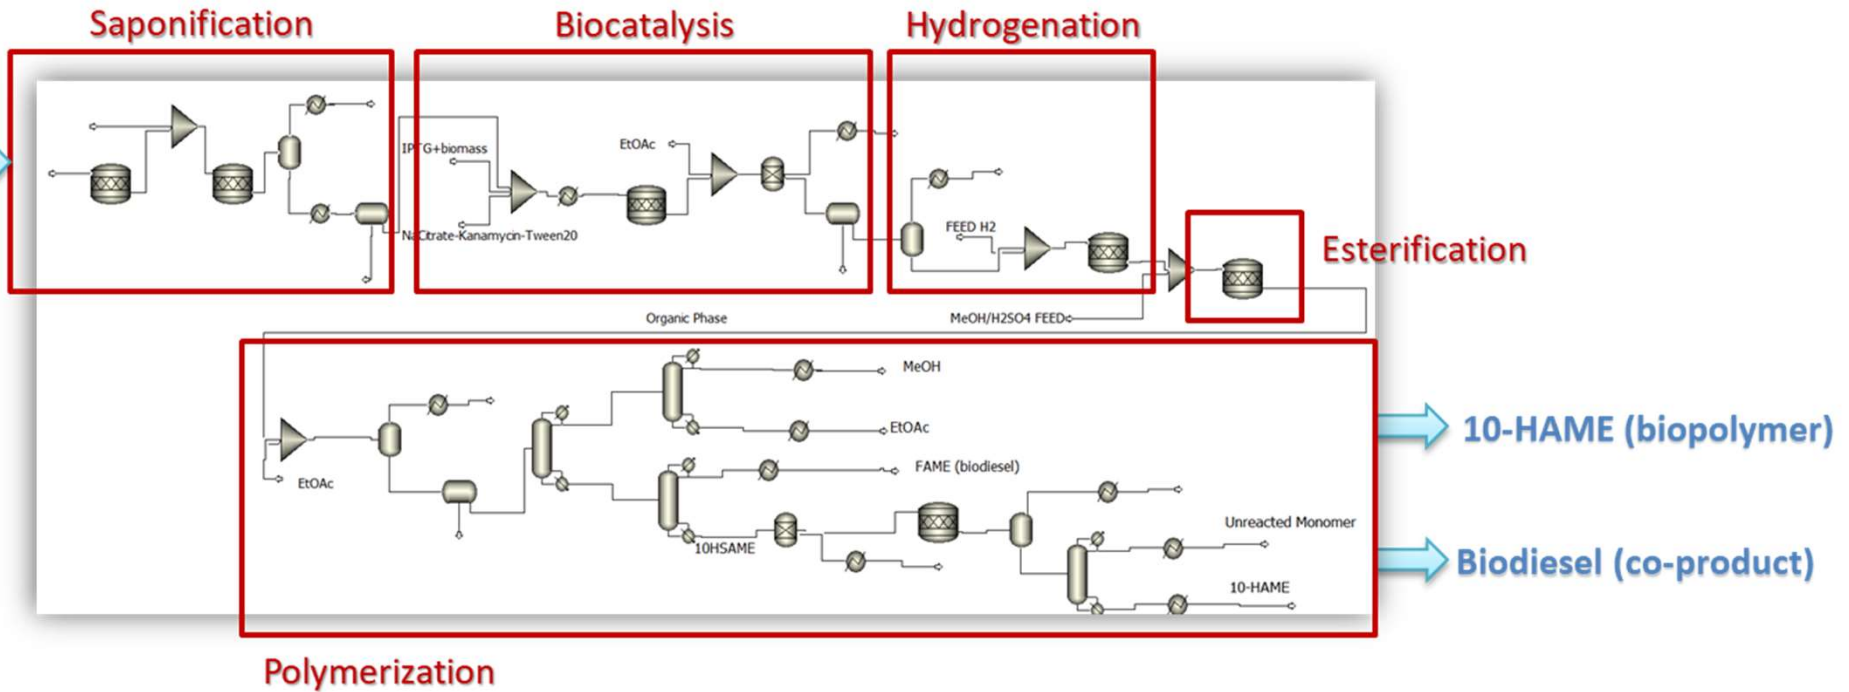 Saponification
Biocatalysis
Hydrogenation
IPTG+biomass
EtOAc
NaCitrate-Kanamycin-Tween20
FEED H2
Esterification
Organic Phase
MeOH/H2SO4 FEED
MeOH
EtOAc
FAME (biodiesel)
EtOAc
10HSAME
Unreacted Monomer
10-HAME
10-HAME (biopolymer)
Biodiesel (co-product)
Polymerization